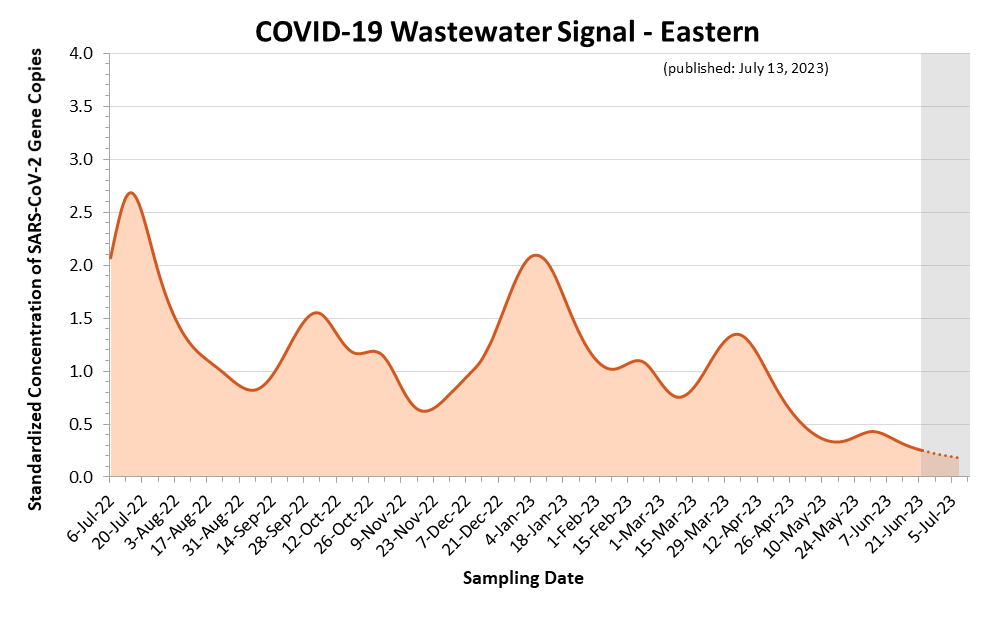 COVID-19 Wastewater Signal - Eastern
(published: July 13, 2023)
Standardized Concentration of SARS-CoV-2 Gene Copies
4.0
3.5
3.0
2.5
2.0
1.5
1.0
0.5
0.0
6-Jul-22
20-Jul-22
3-Aug-22
17-Aug-22
31-Aug-22
14-Sep-22
28-Sep-22
12-Oct-22
26-Oct-22
9-Nov-22
23-Nov-22
7-Dec-22
21-Dec-22
4-Jan-23
18-Jan-23
1-Feb-23
15-Feb-23
1-Mar-23
15-Mar-23
29-Mar-23
12-Apr-23
26-Apr-23
10-May-23
24-May-23
7-Jun-23
21-Jun-23
5-Jul-23
Sampling Date